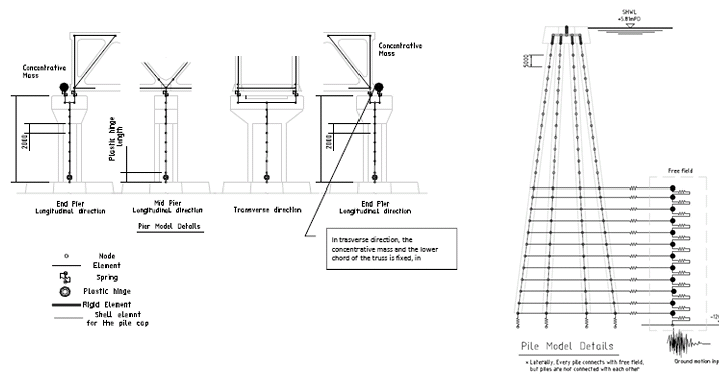 Concentrative
Mass
2000
End Pier
Longitudinal direction
Plastic hinge
length
Mid Pier
Longitudinal direction
Pier Model Details
Transverse direction
Concentrative
Mass
2000
End Pier
Longitudinal direction
In trasverse direction, the
concentrative mass and the lower
chord of the truss is fixed, in
Node
Element
Spring
Plastic hinge
Rigid Element
Shell elemnt
for the pile cap
SHWL
+5.81mPD
5000
Free field
Pile Model Details
* Laterally, Every pile connects with free field,
but piles are not connected with each other
Ground motion inp